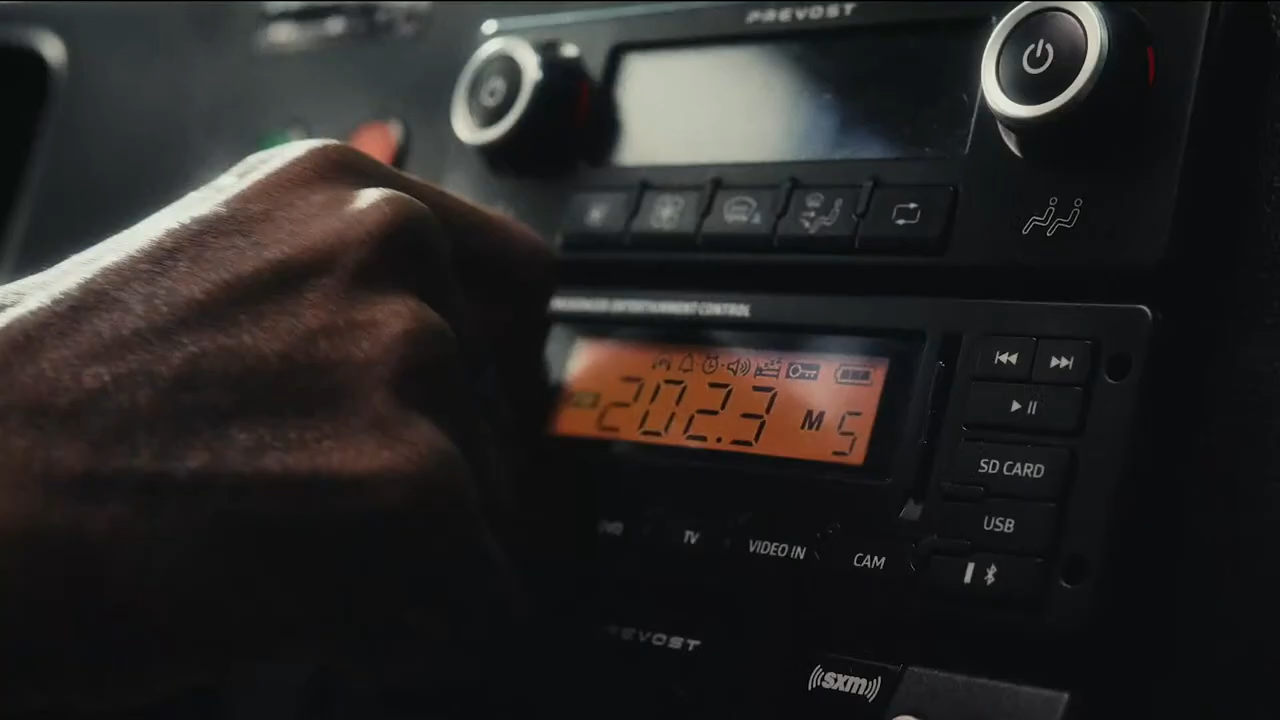 PREVOST
PASSENGER ENTERTAINMENT CONTROL
202.3 M 5
SD CARD
USB
TV
VIDEO IN
CAM
PREVOST
sxm